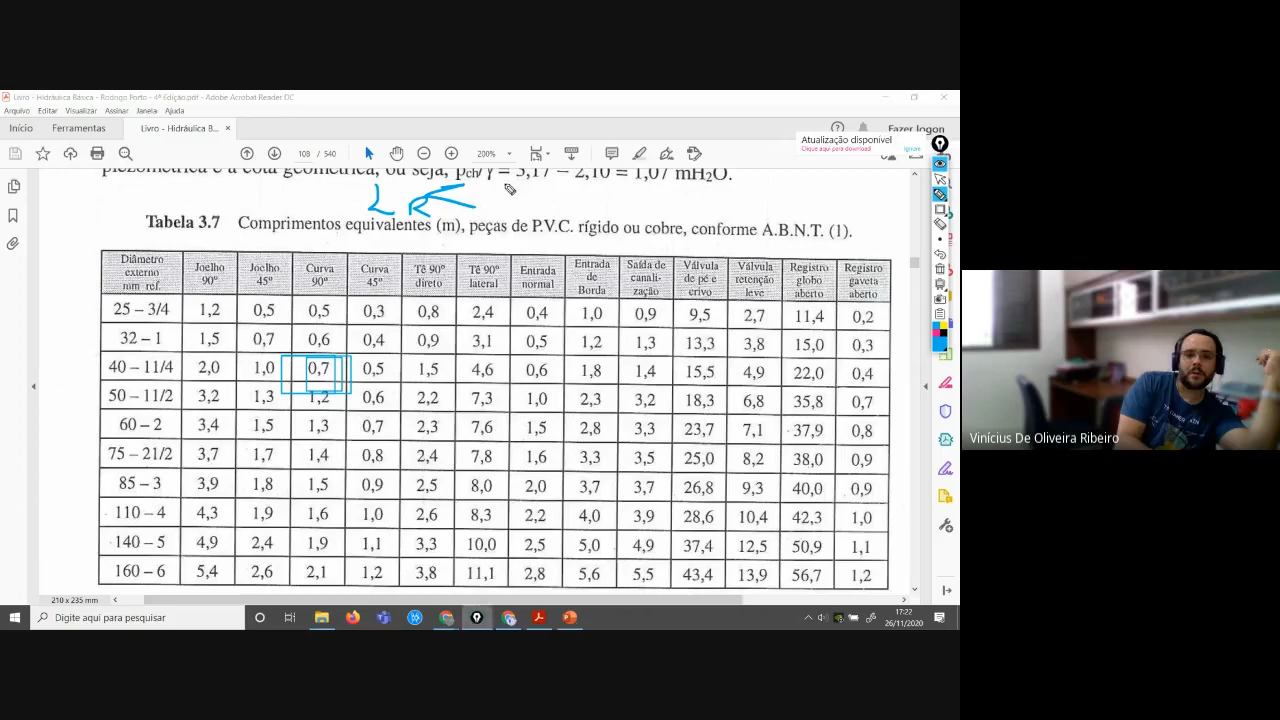 Livro - Hidráulica Básica - Rodrigo Porto - 4ª Edição.pdf - Adobe Acrobat Reader DC
Arquivo Editar Visualizar Assinar Janela Ajuda
Início Ferramentas Livro - Hidráulica B... × Fazer logon
Atualização disponível
Clique aqui para download Ignore
108 / 540 200%
piezométrica e a cota geométrica, ou seja, pch/γ = 3,17 − 2,10 = 1,07 mH2O.
Tabela 3.7 Comprimentos equivalentes (m), peças de P.V.C. rígido ou cobre, conforme A.B.N.T. (1).
Diâmetro externo mm ref. Joelho 90° Joelho 45° Curva 90° Curva 45° Tê 90° direto Tê 90° lateral Entrada normal Entrada de Borda Saída de canali-zação Válvula de pé e crivo Válvula retenção leve Registro globo aberto Registro gaveta aberto
25 – 3/4 1,2 0,5 0,5 0,3 0,8 2,4 0,4 1,0 0,9 9,5 2,7 11,4 0,2
32 – 1 1,5 0,7 0,6 0,4 0,9 3,1 0,5 1,2 1,3 13,3 3,8 15,0 0,3
40 – 11/4 2,0 1,0 0,7 0,5 1,5 4,6 0,6 1,8 1,4 15,5 4,9 22,0 0,4
50 – 11/2 3,2 1,3 1,2 0,6 2,2 7,3 1,0 2,3 3,2 18,3 6,8 35,8 0,7
60 – 2 3,4 1,5 1,3 0,7 2,3 7,6 1,5 2,8 3,3 23,7 7,1 37,9 0,8
75 – 21/2 3,7 1,7 1,4 0,8 2,4 7,8 1,6 3,3 3,5 25,0 8,2 38,0 0,9
85 – 3 3,9 1,8 1,5 0,9 2,5 8,0 2,0 3,7 3,7 26,8 9,3 40,0 0,9
110 – 4 4,3 1,9 1,6 1,0 2,6 8,3 2,2 4,0 3,9 28,6 10,4 42,3 1,0
140 – 5 4,9 2,4 1,9 1,1 3,3 10,0 2,5 5,0 4,9 37,4 12,5 50,9 1,1
160 – 6 5,4 2,6 2,1 1,2 3,8 11,1 2,8 5,6 5,5 43,4 13,9 56,7 1,2
210 x 235 mm
Digite aqui para pesquisar
17:22
26/11/2020
Vinícius De Oliveira Ribeiro